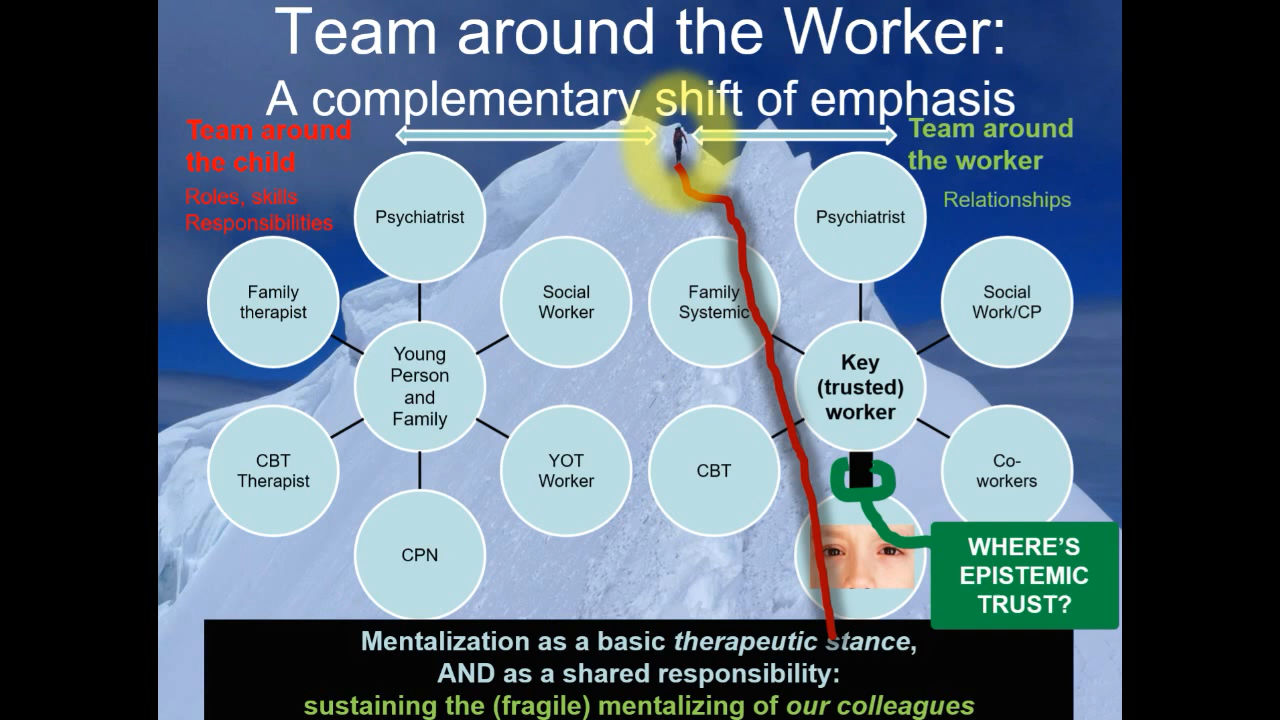 Team around the Worker:
A complementary shift of emphasis
Team around
the child
Roles, skills
Responsibilities
Team around
the worker
Relationships
Psychiatrist
Family
therapist
Social
Worker
Young
Person
and
Family
CBT
Therapist
YOT
Worker
CPN
Psychiatrist
Family
Systemic
Social
Work/CP
Key
(trusted)
worker
CBT
Co-
workers
WHERE'S
EPISTEMIC
TRUST?
Mentalization as a basic therapeutic stance,
AND as a shared responsibility:
sustaining the (fragile) mentalizing of our colleagues